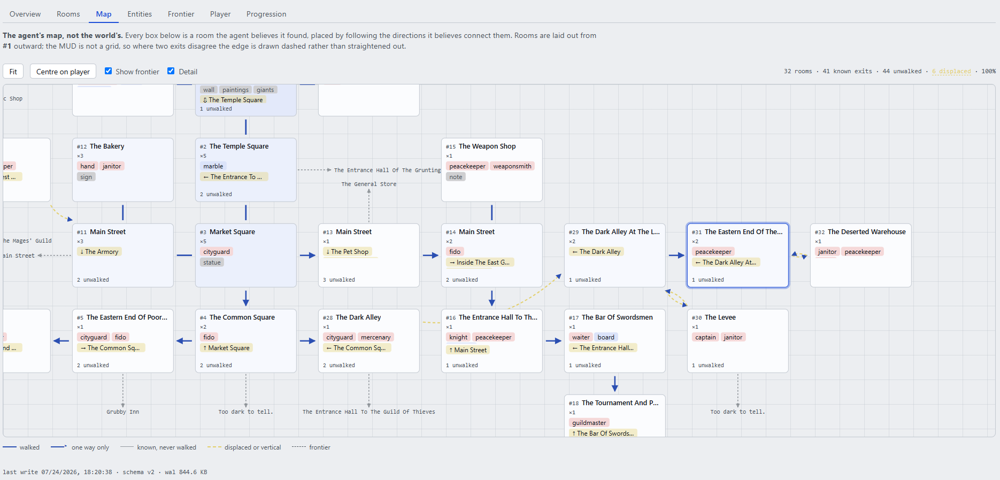 Overview Rooms Map Entities Frontier Player Progression
The agent's map, not the world's. Every box below is a room the agent believes it found, placed by following the directions it believes connect them. Rooms are laid out from
#1 outward; the MUD is not a grid, so where two exits disagree the edge is drawn dashed rather than straightened out.
Fit Centre on player Show frontier Detail
32 rooms · 41 known exits · 44 unwalked · 6 displaced · 100%
c Shop
wall paintings giants
⇩ The Temple Square
1 unwalked
per
est ...
#12 The Bakery
×3
hand janitor
sign
#2 The Temple Square
×5
marble
← The Entrance To ...
2 unwalked
The Entrance Hall Of The Grunting
The General Store
#15 The Weapon Shop
×1
peacekeeper weaponsmith
note
he Mages' Guild
ain Street
#11 Main Street
×3
↓ The Armory
2 unwalked
#3 Market Square
×5
cityguard
statue
#13 Main Street
×1
↓ The Pet Shop
3 unwalked
#14 Main Street
×2
fido
→ Inside The East G...
2 unwalked
#29 The Dark Alley At The L...
×2
← The Dark Alley
1 unwalked
#31 The Eastern End Of The...
×2
peacekeeper
← The Dark Alley At...
1 unwalked
#32 The Deserted Warehouse
×1
janitor peacekeeper
nd ...
#5 The Eastern End Of Poor...
×1
cityguard fido
→ The Common Sq...
2 unwalked
#4 The Common Square
×2
fido
↑ Market Square
2 unwalked
#28 The Dark Alley
×1
cityguard mercenary
← The Common Sq...
2 unwalked
#16 The Entrance Hall To Th...
×1
knight peacekeeper
↑ Main Street
1 unwalked
#17 The Bar Of Swordsmen
×1
waiter board
← The Entrance Hall...
1 unwalked
#30 The Levee
×1
captain janitor
1 unwalked
Grubby Inn
Too dark to tell.
The Entrance Hall To The Guild Of Thieves
#18 The Tournament And P...
×1
guildmaster
↑ The Bar Of Swords...
Too dark to tell.
walked one way only known, never walked displaced or vertical frontier
last write 07/24/2026, 18:20:38 · schema v2 · wal 844.6 KB